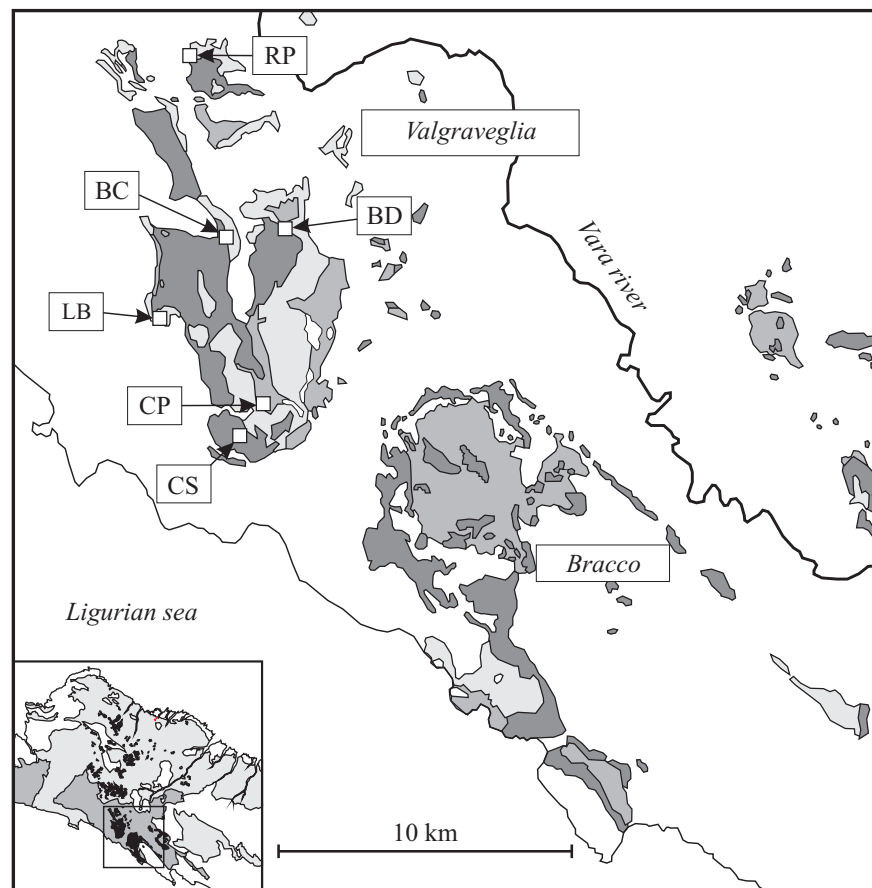 RP
Valgraveglia
BC
BD
Vara river
LB
CP
CS
Bracco
Ligurian sea
10 km